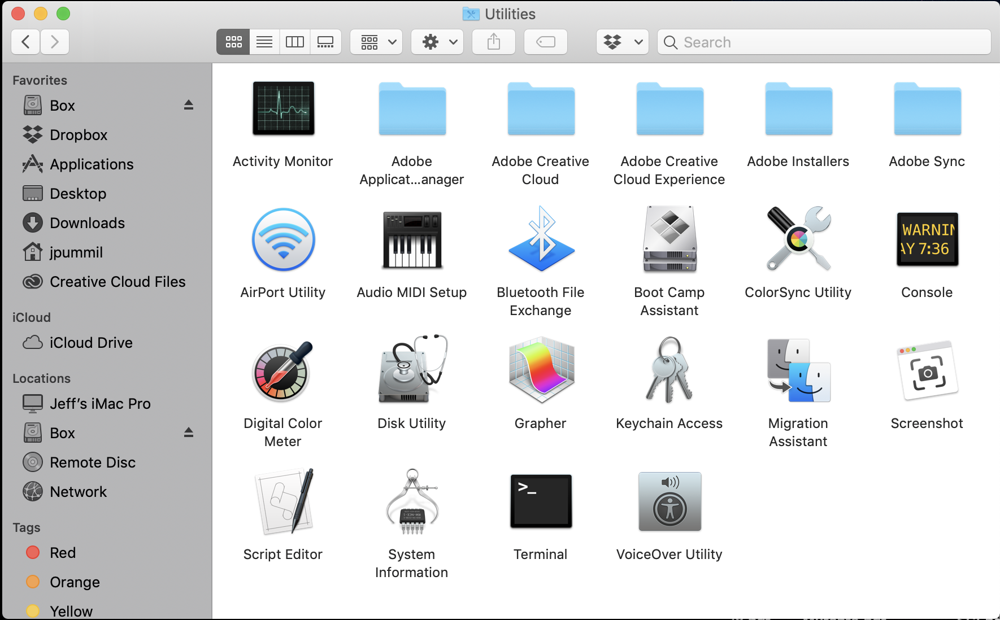 Utilities
Search
Favorites
Box
Dropbox
Applications
Desktop
Downloads
jpummil
Creative Cloud Files
iCloud
iCloud Drive
Locations
Jeff’s iMac Pro
Box
Remote Disc
Network
Tags
Red
Orange
Yellow
Activity Monitor
Adobe
Applicat...anager
Adobe Creative
Cloud
Adobe Creative
Cloud Experience
Adobe Installers
Adobe Sync
AirPort Utility
Audio MIDI Setup
Bluetooth File
Exchange
Boot Camp
Assistant
ColorSync Utility
WARNIN
AY 7:36
Console
Digital Color
Meter
Disk Utility
Grapher
Keychain Access
Migration
Assistant
Screenshot
Script Editor
System
Information
>_
Terminal
VoiceOver Utility